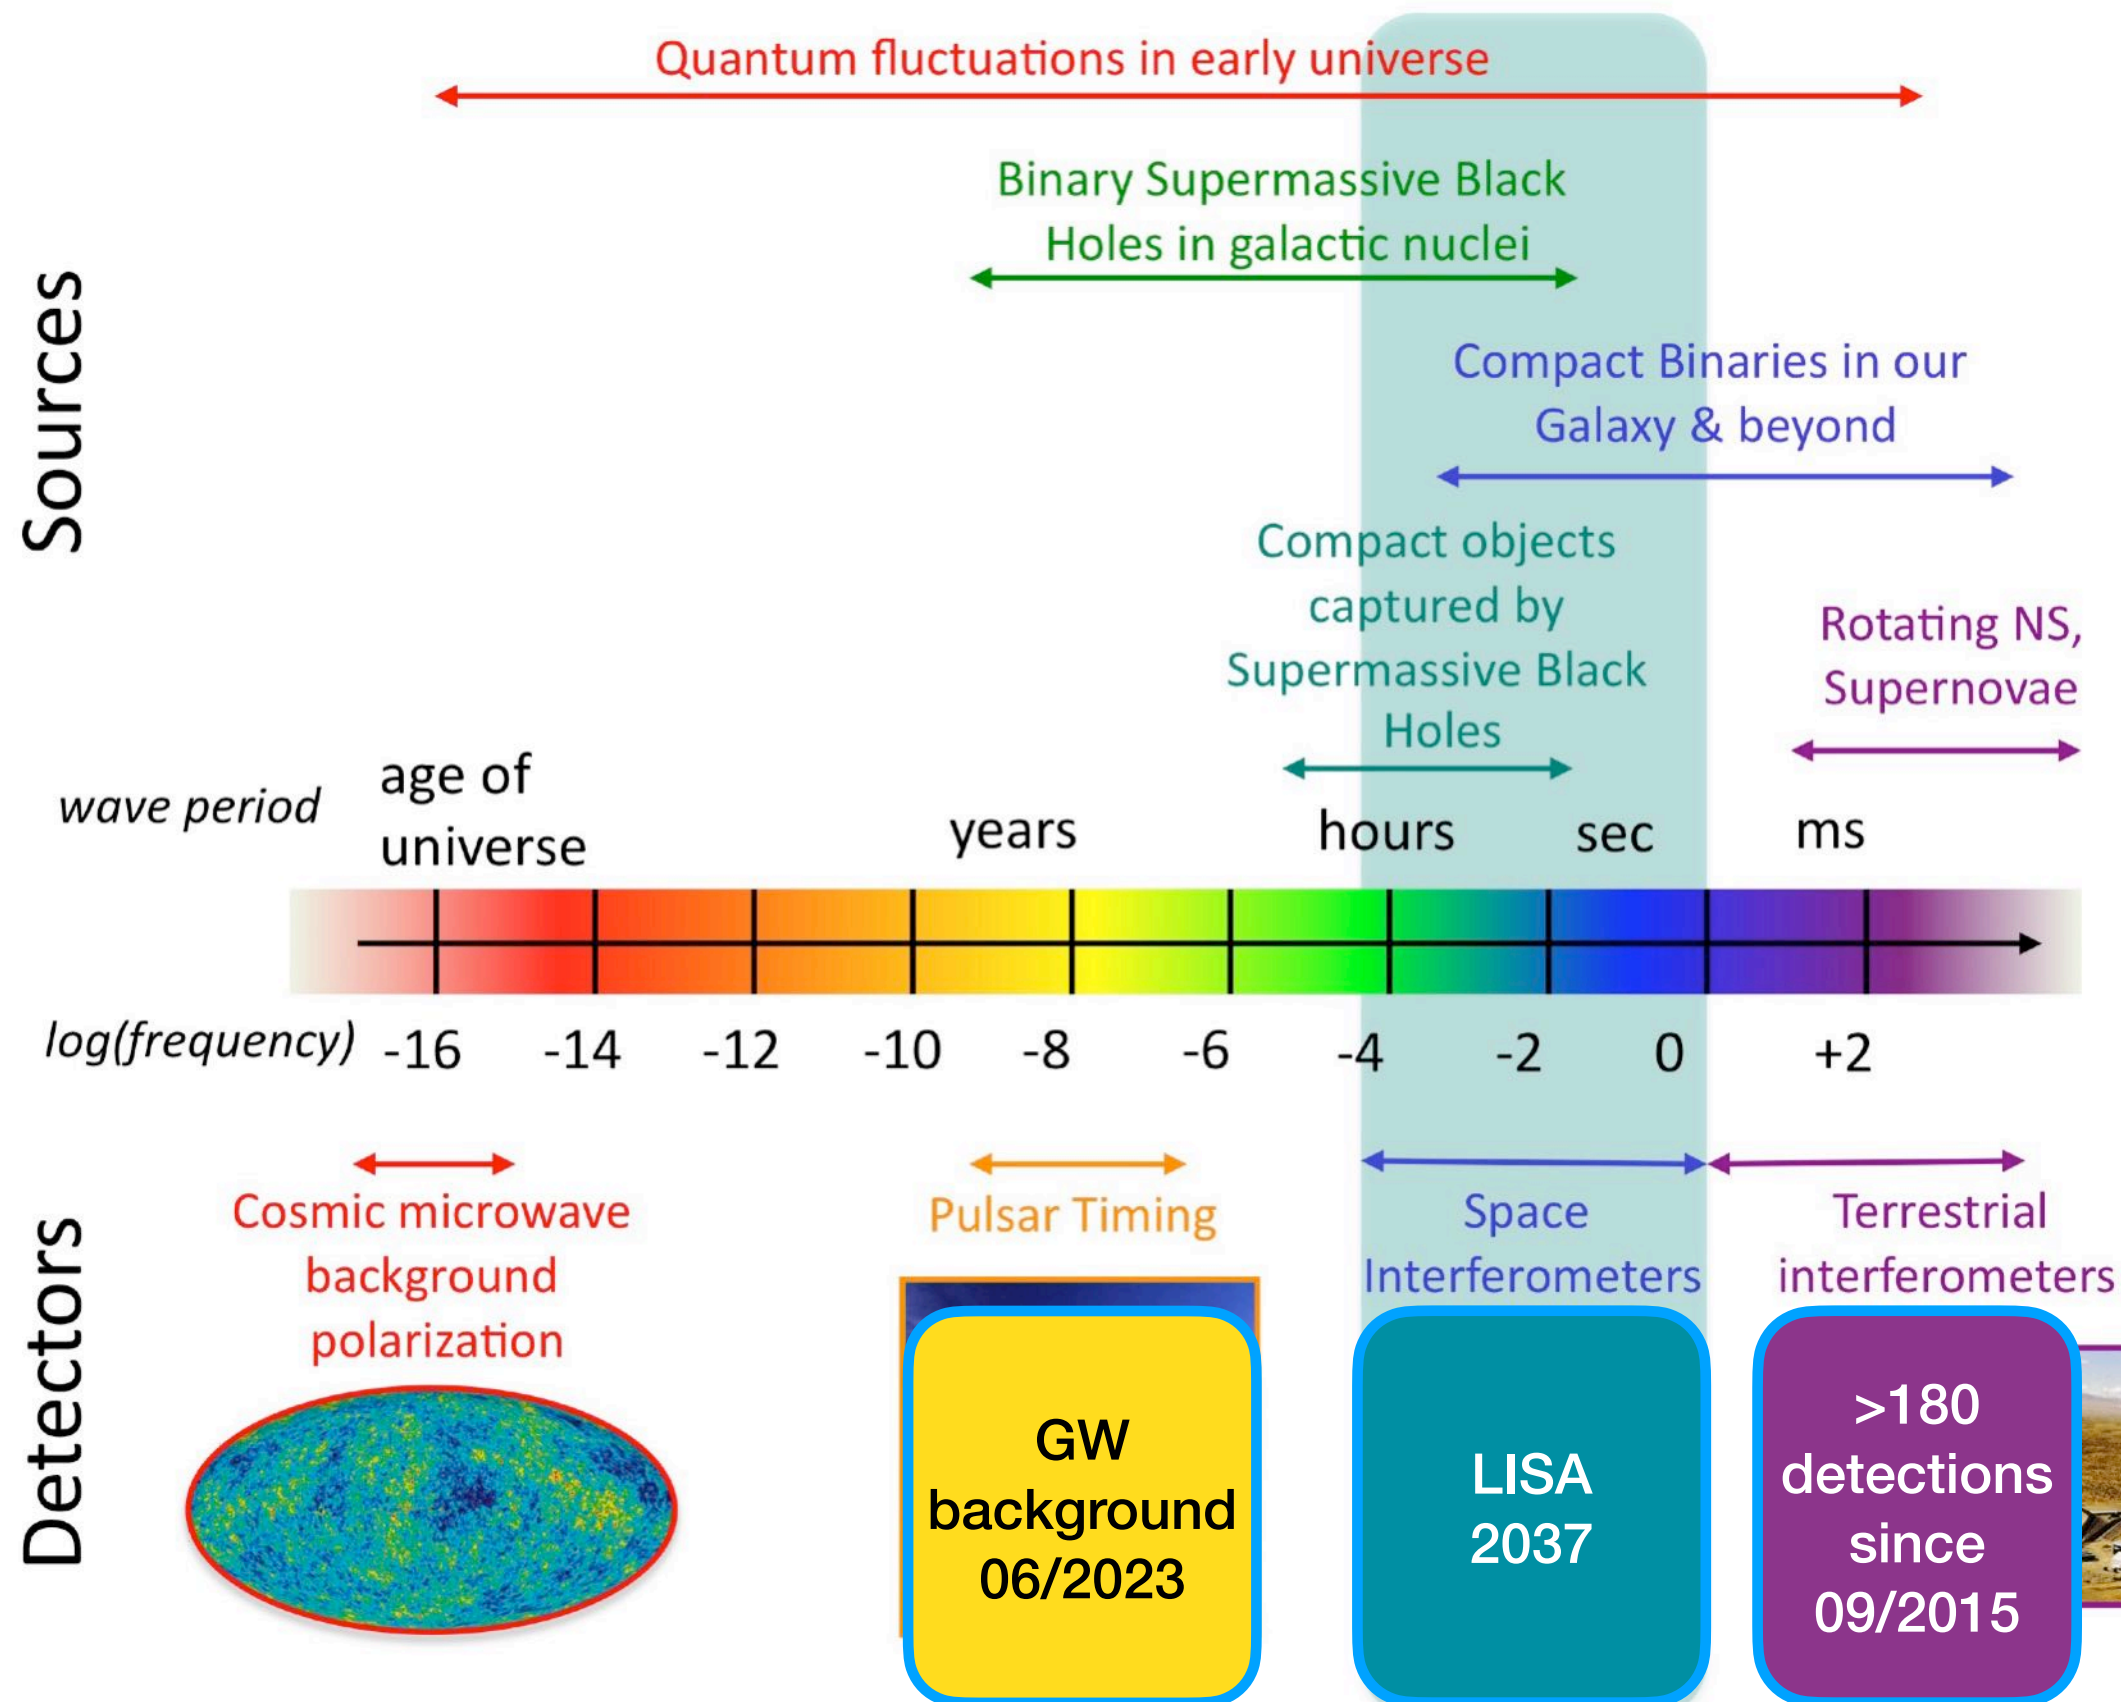 Quantum fluctuations in early universe
Binary Supermassive Black
Holes in galactic nuclei
Sources
Compact Binaries in our
Galaxy & beyond
Compact objects
captured by
Supermassive Black
Holes
Rotating NS,
Supernovae
wave period
age of
universe
years
hours
sec
ms
log(frequency)
-16 -14 -12 -10 -8 -6 -4 -2 0 +2
Detectors
Cosmic microwave
background
polarization
Pulsar Timing
Space
Interferometers
Terrestrial
interferometers
GW
background
06/2023
LISA
2037
>180
detections
since
09/2015